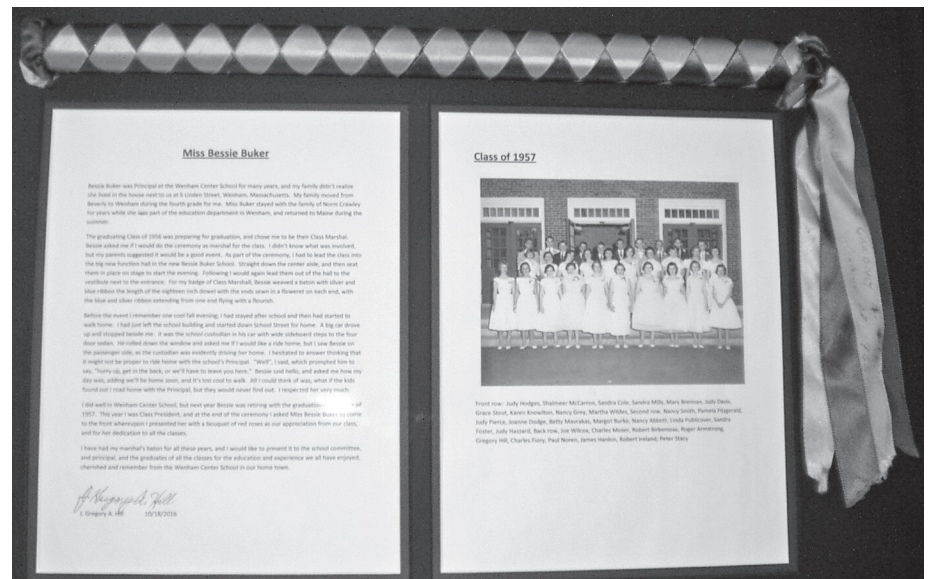 Miss Bessie Buker
Bessie Buker was Principal at the Wenham Center School for many years, and my family didn't realize
she lived in the house next to us at 6 Linden Street, Wenham, Massachusetts. My family moved from
Beverly to Wenham during the fourth grade for me. Miss Buker stayed with the family of Norm Crawley
for years while she was part of the education department in Wenham, and returned to Maine during the
summer.
The graduating Class of 1956 was preparing for graduation, and chose me to be their Class Marshal.
Bessie asked me if I would do the ceremony as marshal for the class. I didn't know what was involved,
but my parents suggested it would be a good event. As part of the ceremony, I had to lead the class into
the big new function hall in the new Bessie Buker School. Straight down the center aisle, and then seat
them in place on stage to start the evening. Following I would again lead them out of the hall to the
vestibule next to the entrance. For my badge of Class Marshall, Bessie weaved a baton with silver and
blue ribbon the length of the eighteen inch dowel with the ends sewn in a floweret on each end, with
the blue and silver ribbon extending from one end flying with a flourish.
Before the event I remember one cool fall evening; I had stayed after school and then had started to
walk home. I had just left the school building and started down School Street for home. A big car drove
up and stopped beside me. It was the school custodian in his car with wide sideboard steps to the four
door sedan. He rolled down the window and asked me if I would like a ride home, but I saw Bessie on
the passenger side, as the custodian was evidently driving her home. I hesitated to answer thinking that
it might not be proper to ride home with the school's Principal. "Well", I said, which prompted him to
say, "hurry up, get in the back, or we'll have to leave you here." Bessie said hello, and asked me how my
day was, adding we'll be home soon, and it's too cool to walk. All I could think of was, what if the kids
found out I road home with the Principal, but they would never find out. I respected her very much.
I did well in Wenham Center School, but next year Bessie was retiring with the graduation of
1957. This year I was Class President, and at the end of the ceremony I asked Miss Bessie Buker to come
to the front whereupon I presented her with a bouquet of red roses as our appreciation from our class,
and for her dedication to all the classes.
I have had my marshal's baton for all these years, and I would like to present it to the school committee,
and principal, and the graduates of all the classes for the education and experience we all have enjoyed,
cherished and remember from the Wenham Center School in our home town.
J. Gregory A. Hill 10/18/2016
Class of 1957
Front row: Judy Hodges, Shalmeer McCarron, Sandra Cole, Sandra Milly, Mary Brennan, Judy Davis,
Grace Stout, Karen Knowlton, Nancy Grey, Martha Wildes, Second row, Nancy Smith, Pamela Fitzgerald,
Judy Pierce, Joanne Dodge, Betty Mavrakas, Margot Burke, Nancy Abbott, Linda Publicover, Sandra
Foster, Judy Hazzard, Back row, Joe Wilcox, Charles Moser, Robert Birkenrose, Roger Armstrong,
Gregory Hill, Charles Flory, Paul Noren, James Hanlon, Robert Ireland, Peter Stacy